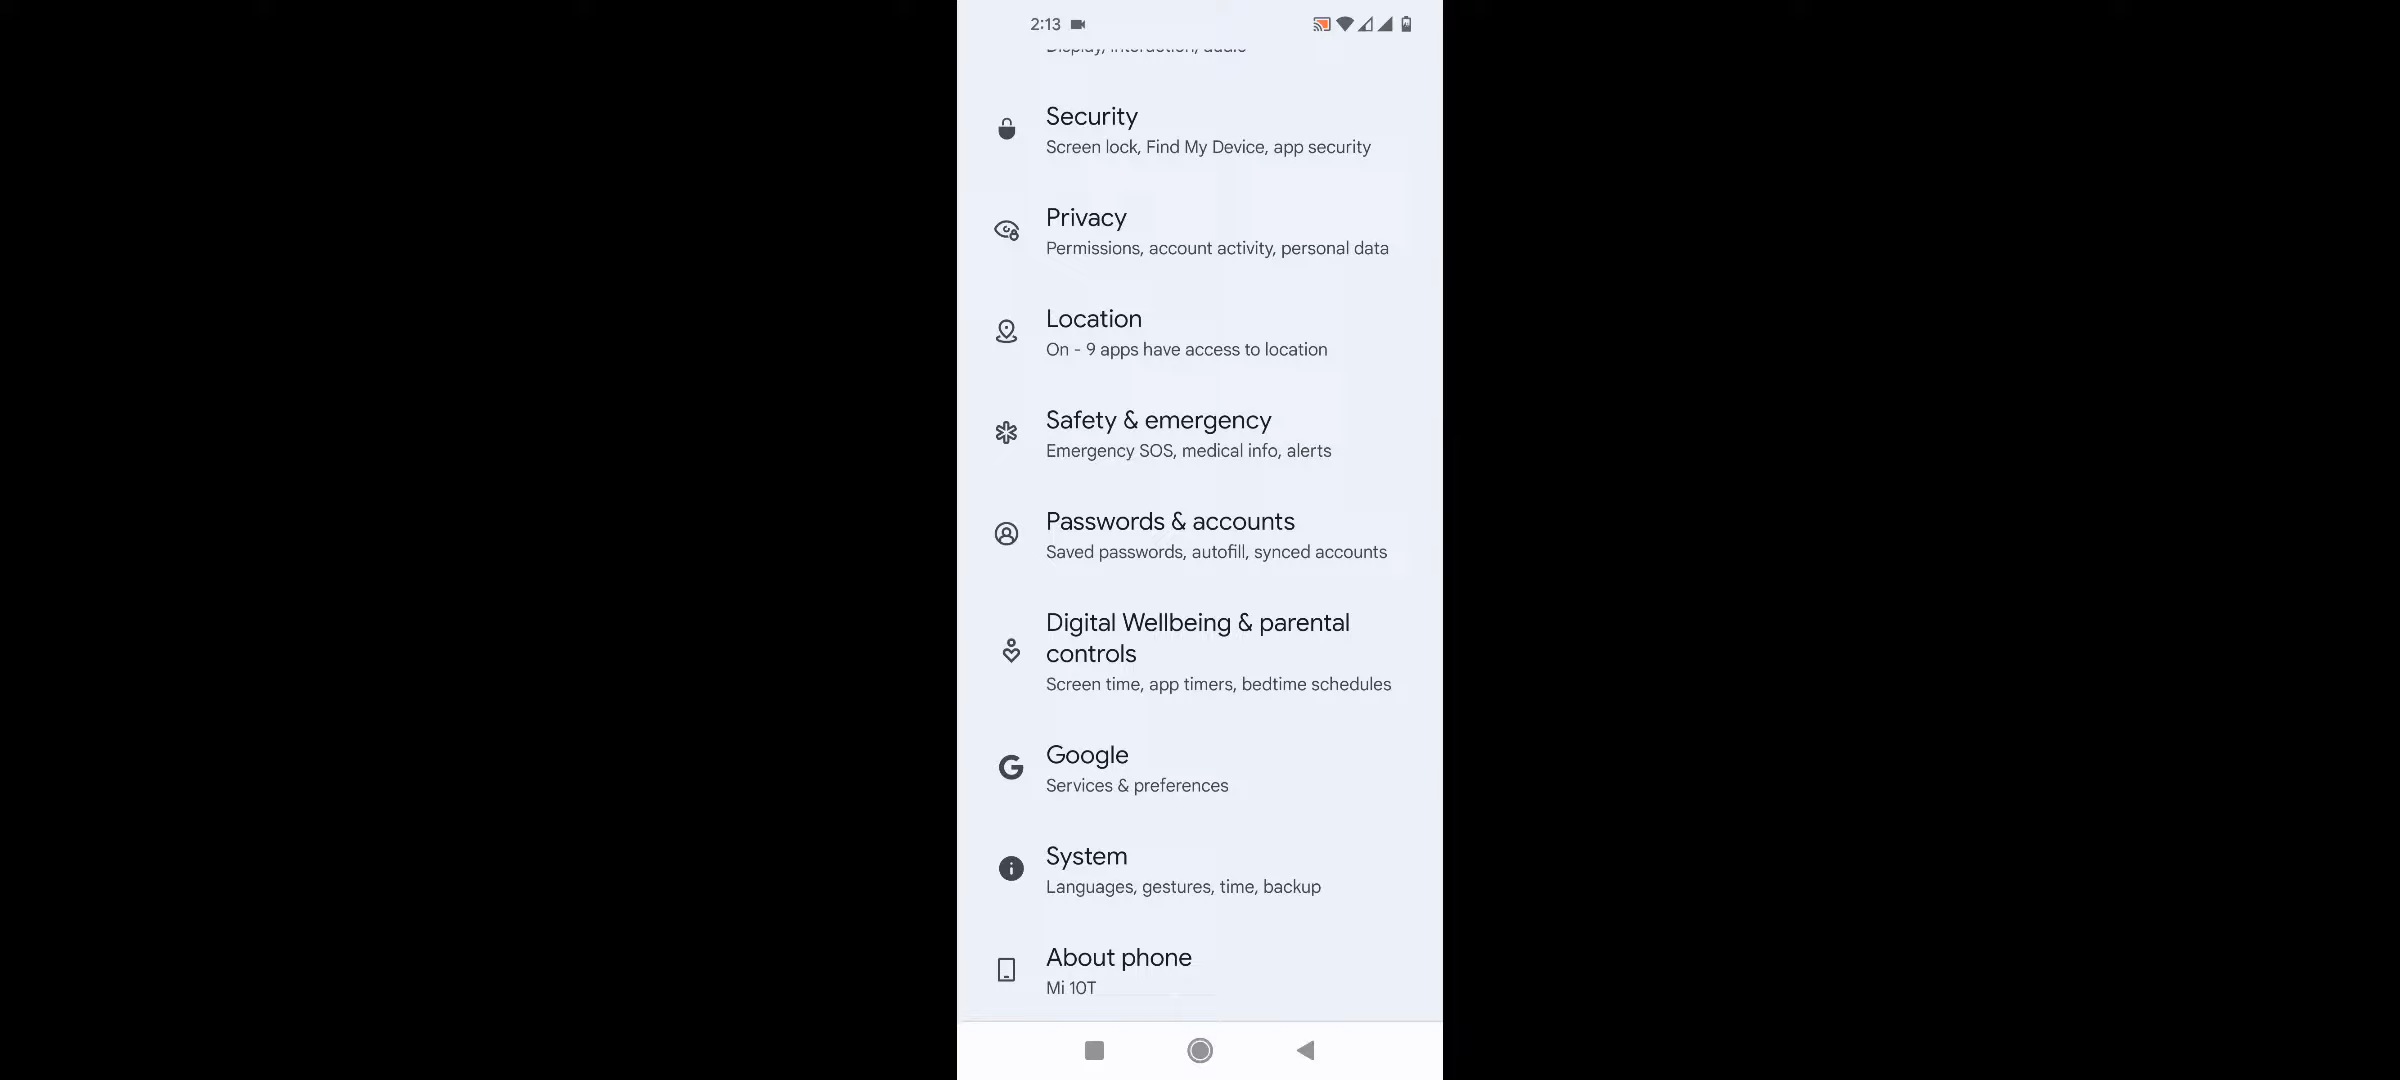 2:13
Display, interaction, audio
Security
Screen lock, Find My Device, app security
Privacy
Permissions, account activity, personal data
Location
On - 9 apps have access to location
Safety & emergency
Emergency SOS, medical info, alerts
Passwords & accounts
Saved passwords, autofill, synced accounts
Digital Wellbeing & parental
controls
Screen time, app timers, bedtime schedules
Google
Services & preferences
System
Languages, gestures, time, backup
About phone
Mi 10T